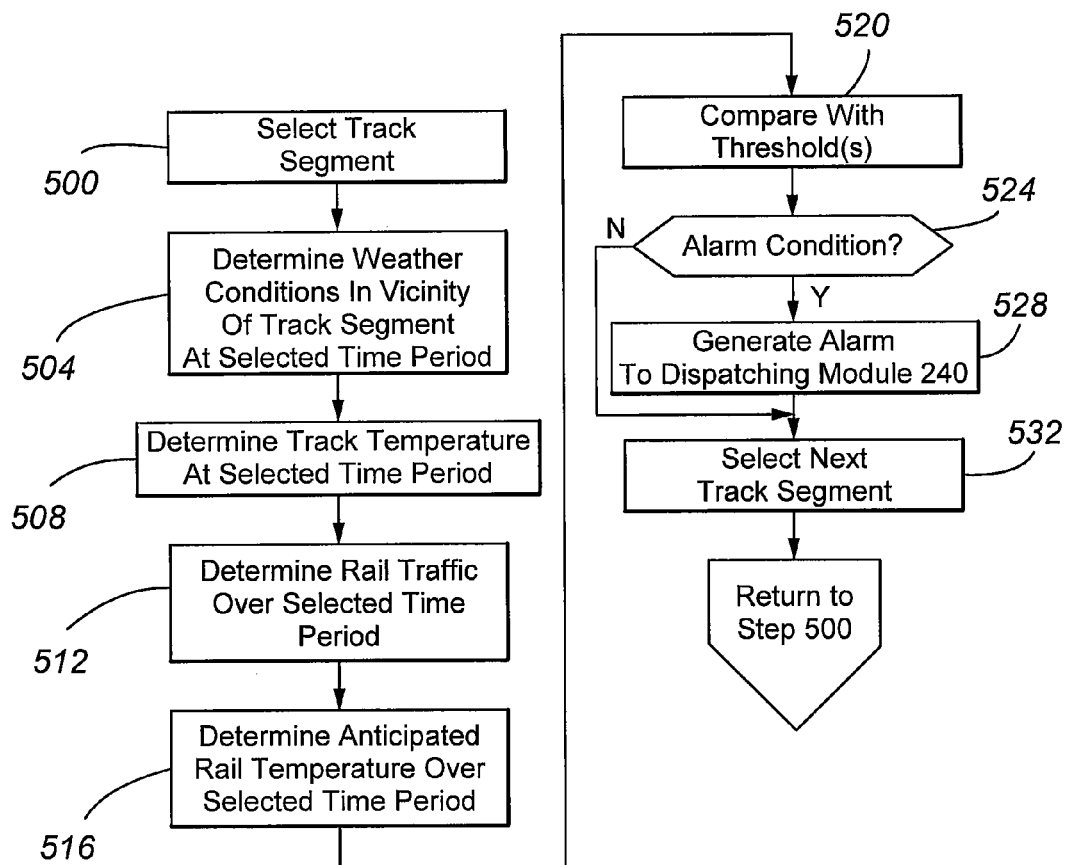 Select Track
Segment
500
Determine Weather
Conditions In Vicinity
Of Track Segment
At Selected Time Period
504
Determine Track Temperature
At Selected Time Period
508
Determine Rail Traffic
Over Selected Time
Period
512
Determine Anticipated
Rail Temperature Over
Selected Time Period
516
520
Compare With
Threshold(s)
524
N
Alarm Condition?
Y
528
Generate Alarm
To Dispatching Module 240
532
Select Next
Track Segment
Return to
Step 500